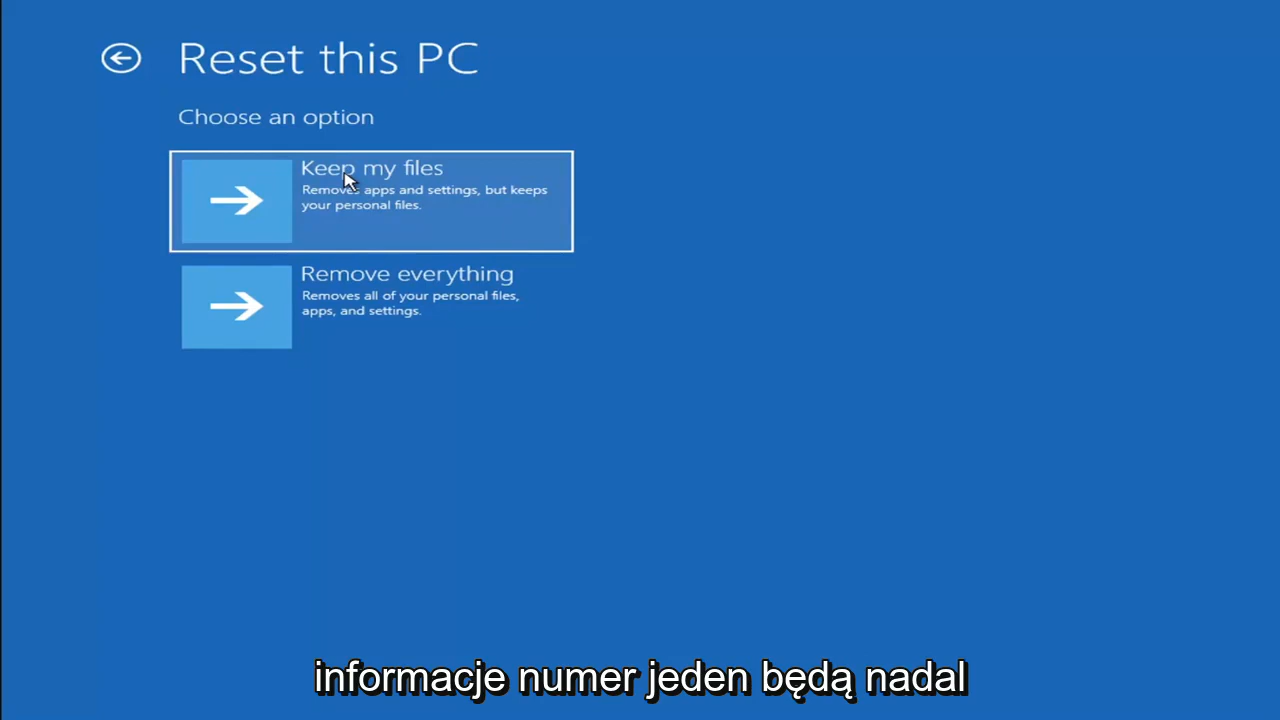 Reset this PC
Choose an option
Keep my files
Removes apps and settings, but keeps
your personal files.
Remove everything
Removes all of your personal files,
apps, and settings.
informacje numer jeden będą nadal